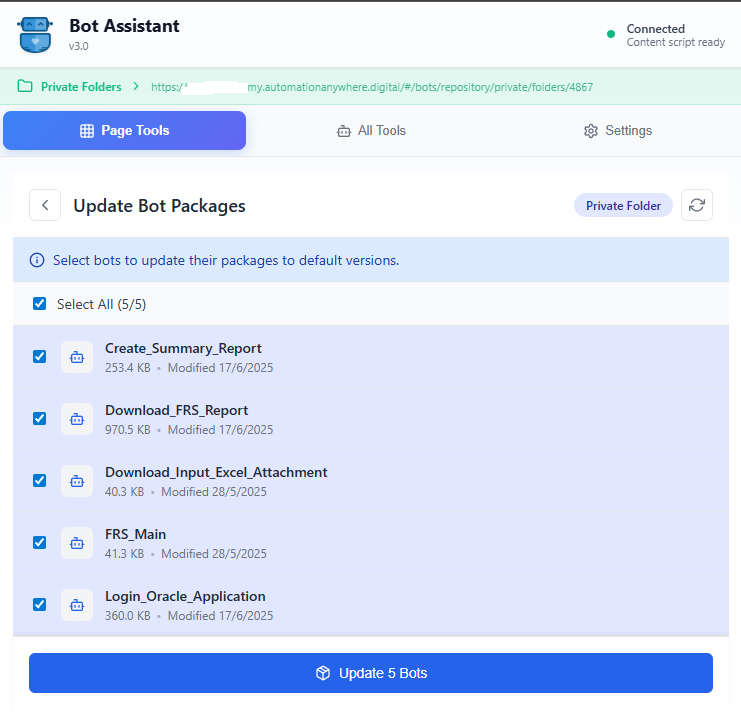 Bot Assistant
v3.0
Connected
Content script ready
Private Folders > https:// my.automationanywhere.digital/#/bots/repository/private/folders/4867
Page Tools
All Tools
Settings
Update Bot Packages
Private Folder
Select bots to update their packages to default versions.
Select All (5/5)
Create_Summary_Report
253.4 KB • Modified 17/6/2025
Download_FRS_Report
970.5 KB • Modified 17/6/2025
Download_Input_Excel_Attachment
40.3 KB • Modified 28/5/2025
FRS_Main
41.3 KB • Modified 28/5/2025
Login_Oracle_Application
360.0 KB • Modified 17/6/2025
Update 5 Bots